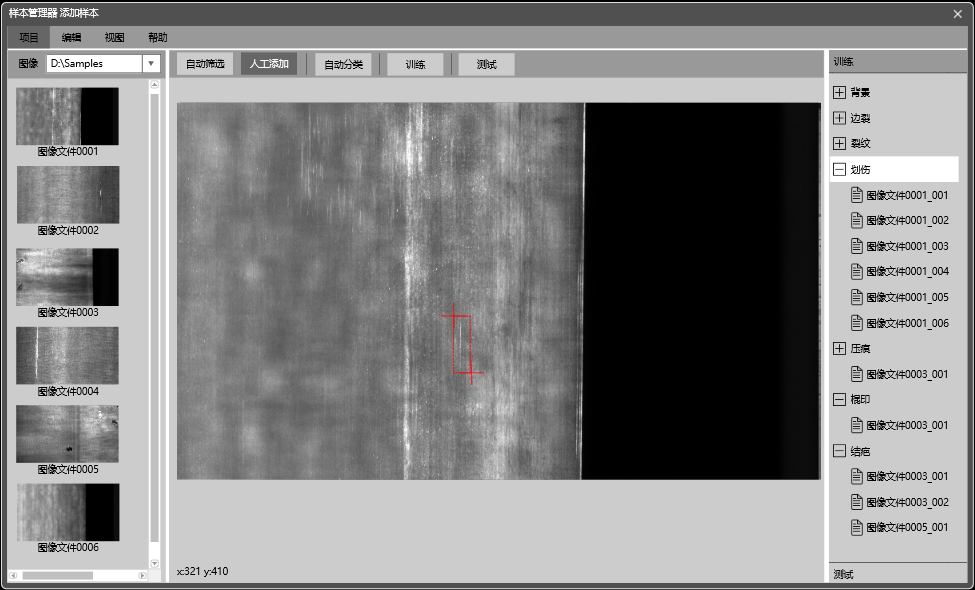 样本管理器 添加样本
项目 编辑 视图 帮助
图像 D:\Samples
自动筛选 人工添加 自动分类 训练 测试
图像文件0001
图像文件0002
图像文件0003
图像文件0004
图像文件0005
图像文件0006
x:321 y:410
训练
背景
边裂
裂纹
划伤
图像文件0001_001
图像文件0001_002
图像文件0001_003
图像文件0001_004
图像文件0001_005
图像文件0001_006
压痕
图像文件0003_001
辊印
图像文件0003_001
结疤
图像文件0003_001
图像文件0003_002
图像文件0005_001
测试